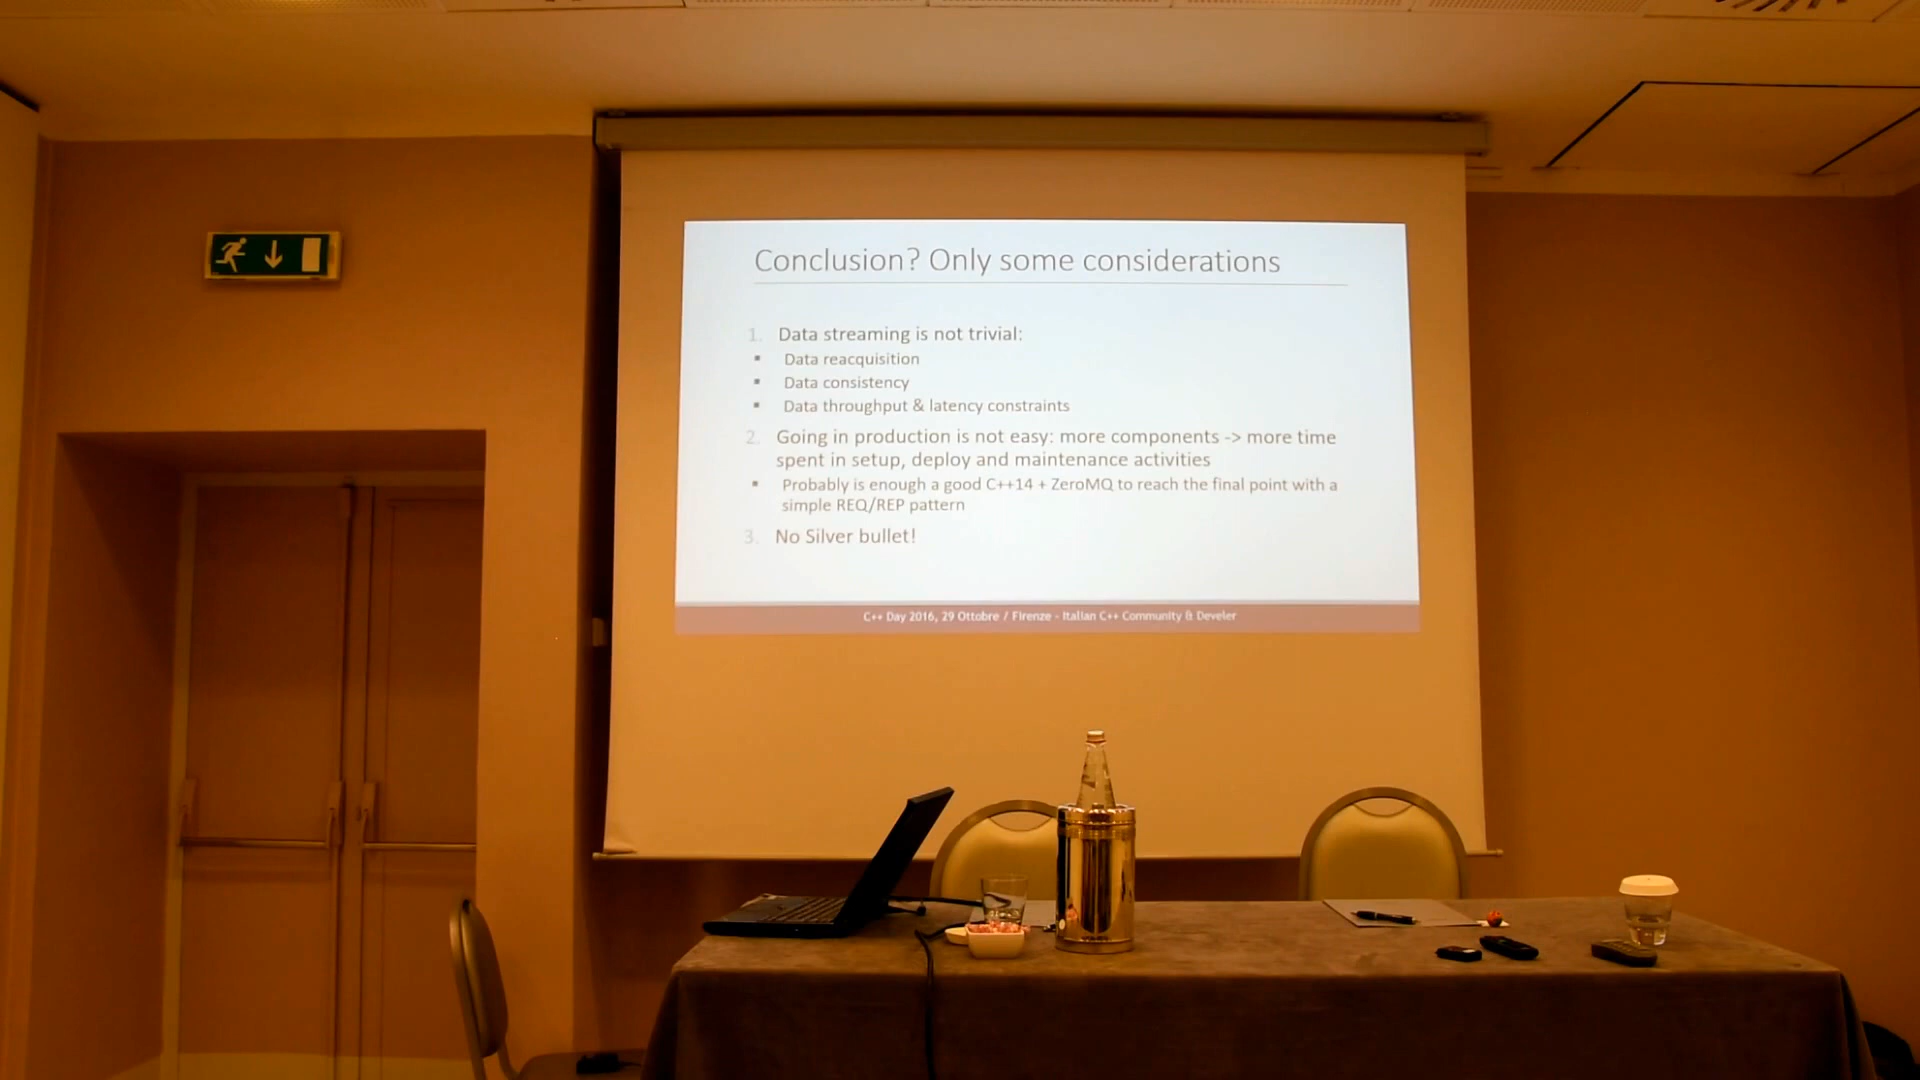 Conclusion? Only some considerations
1. Data streaming is not trivial:
▪ Data reacquisition
▪ Data consistency
▪ Data throughput & latency constraints
2. Going in production is not easy: more components -> more time
spent in setup, deploy and maintenance activities
▪ Probably is enough a good C++14 + ZeroMQ to reach the final point with a
simple REQ/REP pattern
3. No Silver bullet!
C++ Day 2016, 29 Ottobre / Firenze - Italian C++ Community & Develer